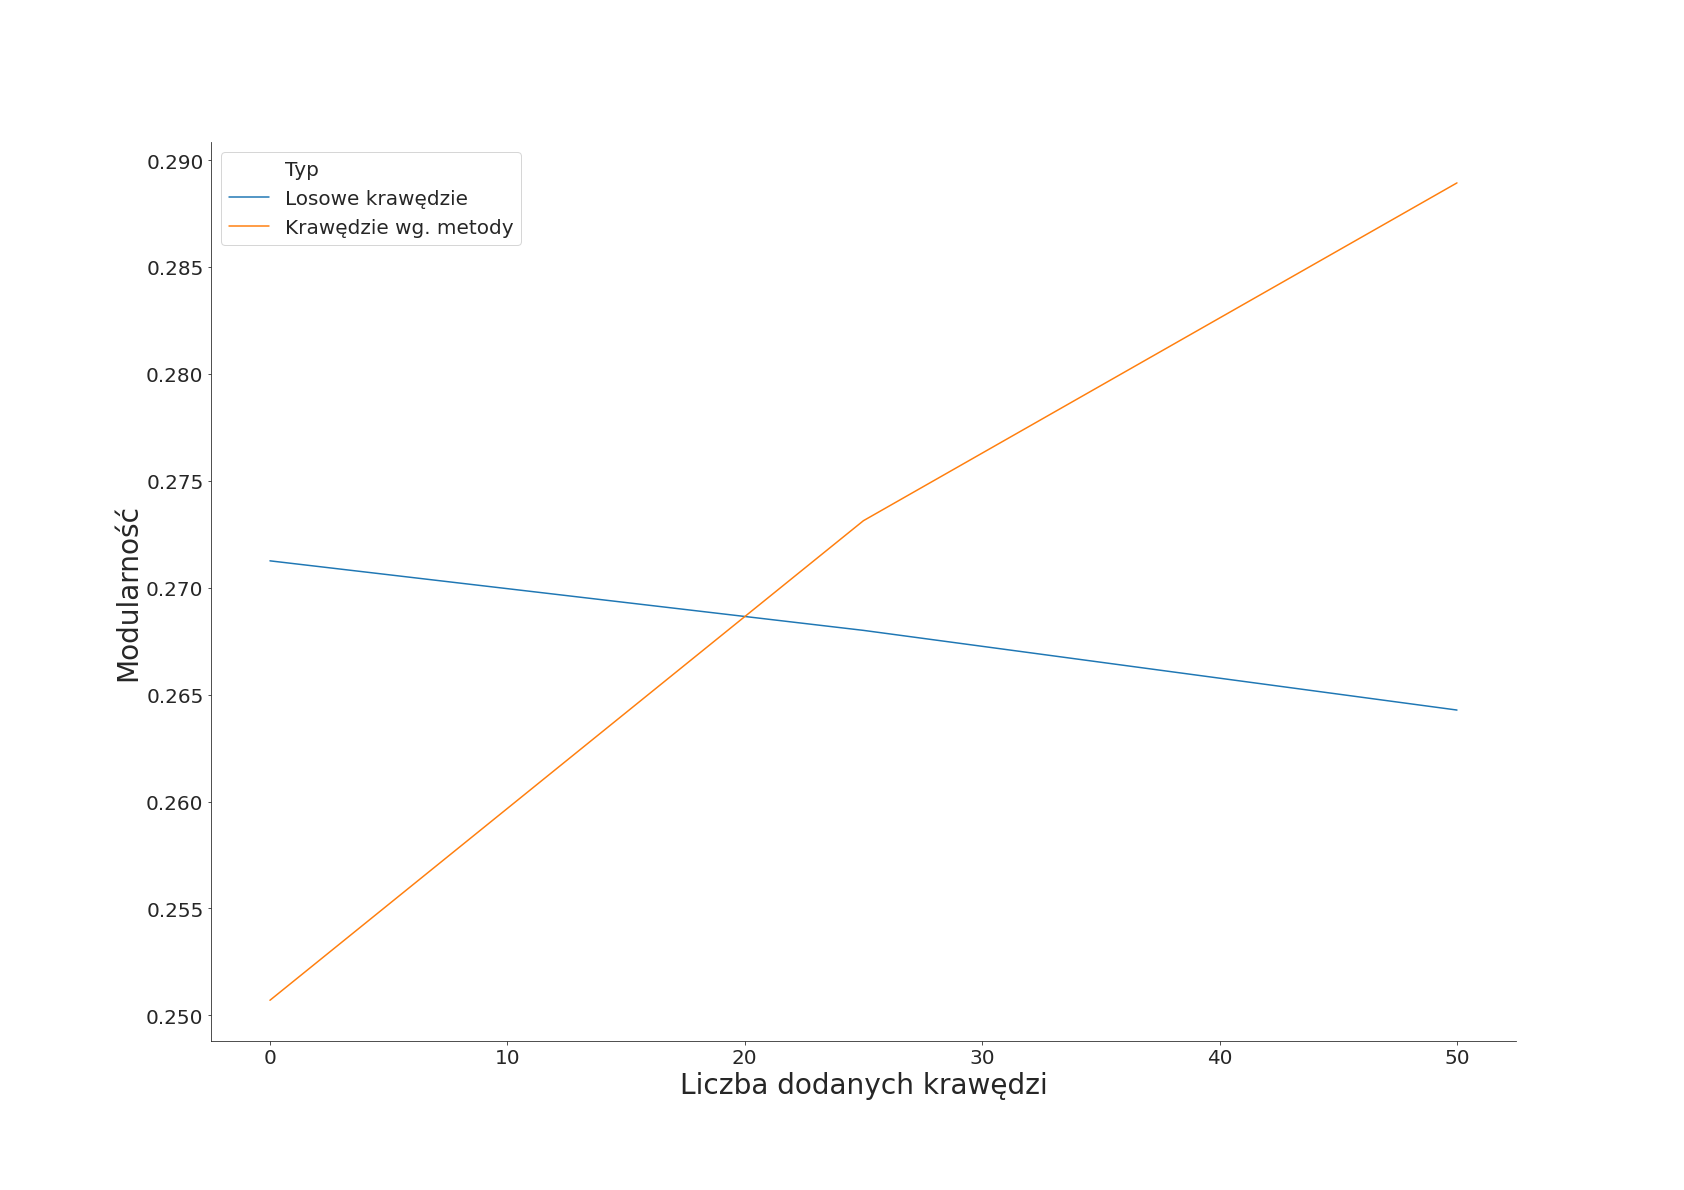 Typ
Losowe krawędzie
Krawędzie wg. metody
0.290
0.285
0.280
0.275
0.270
0.265
0.260
0.255
0.250
Modularność
0 10 20 30 40 50
Liczba dodanych krawędzi